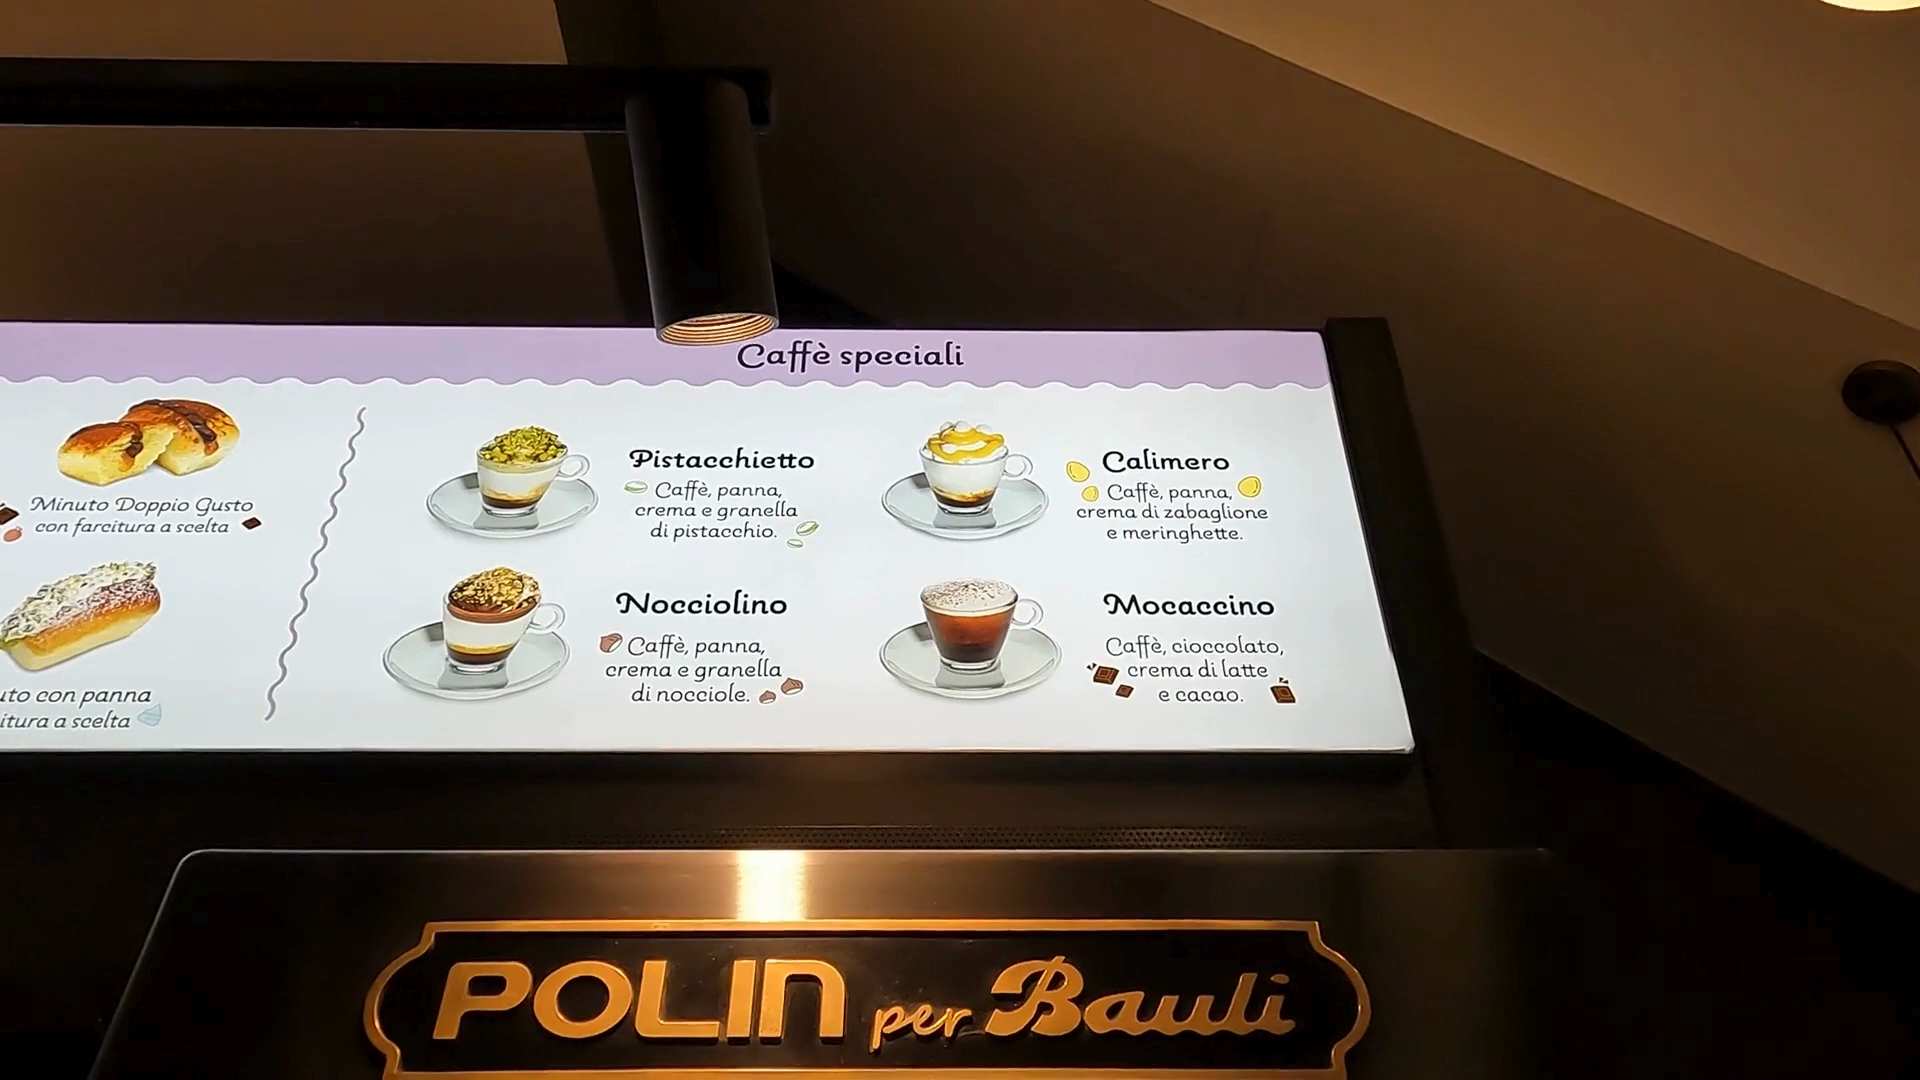 Caffè speciali
Minuto Doppio Gusto
con farcitura a scelta
con panna
a scelta
Pistacchietto
Caffè, panna,
crema e granella
di pistacchio.
Calimero
Caffè, panna,
crema di zabaglione
e meringhette.
Nocciolino
Caffè, panna,
crema e granella
di nocciole.
Mocaccino
Caffè, cioccolato,
crema di latte
e cacao.
POLIN per Bauli